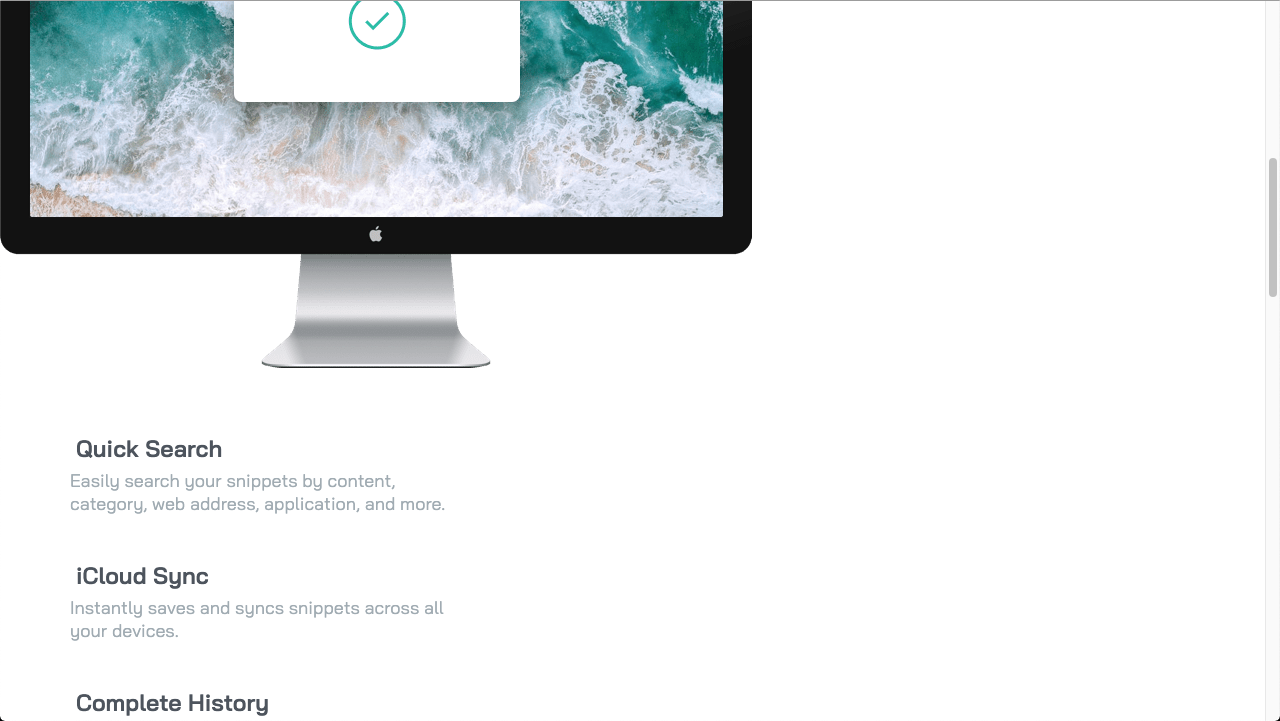 Quick Search
Easily search your snippets by content,
category, web address, application, and more.
iCloud Sync
Instantly saves and syncs snippets across all
your devices.
Complete History